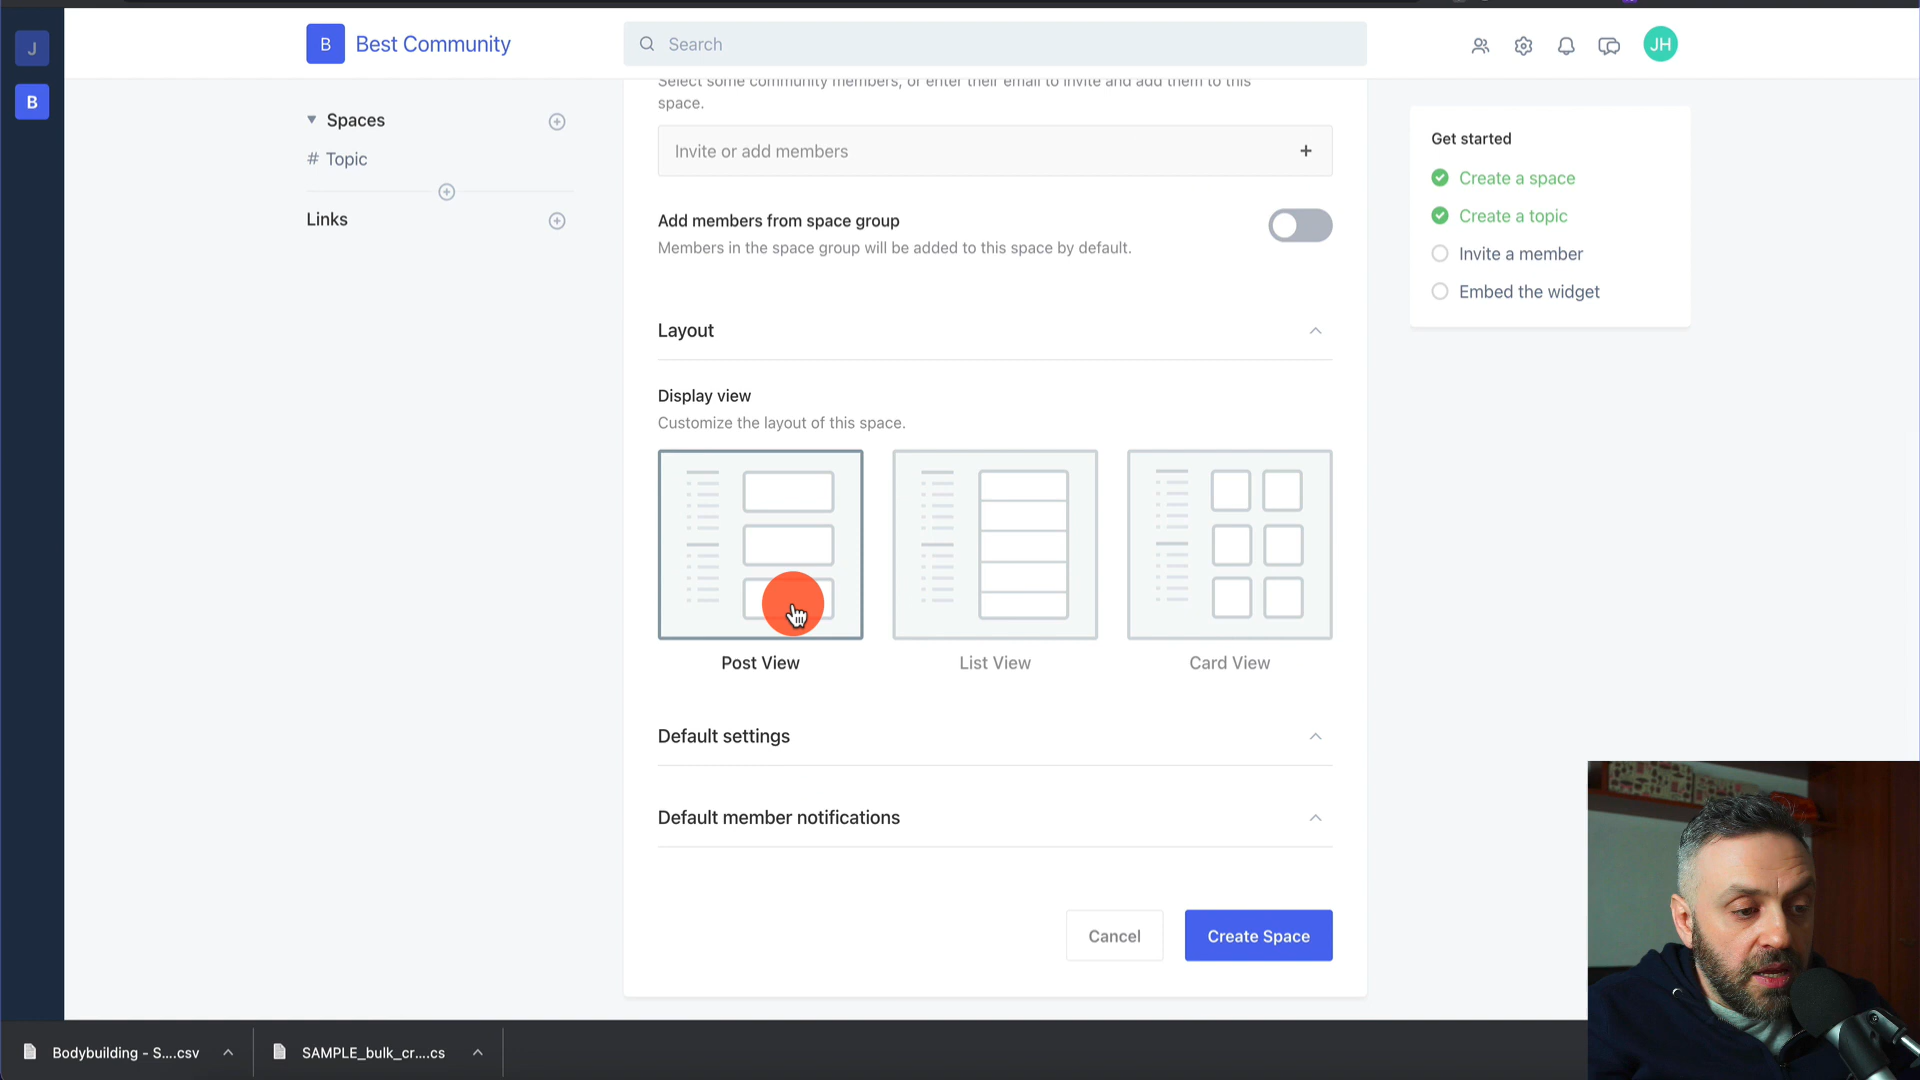 J
B
B Best Community
Search
JH
Spaces
# Topic
Links
Select some community members, or enter their email to invite and add them to this
space.
Invite or add members
Add members from space group
Members in the space group will be added to this space by default.
Layout
Display view
Customize the layout of this space.
Post View
List View
Card View
Default settings
Default member notifications
Cancel
Create Space
Get started
Create a space
Create a topic
Invite a member
Embed the widget
Bodybuilding - S....csv
SAMPLE_bulk_cr....cs